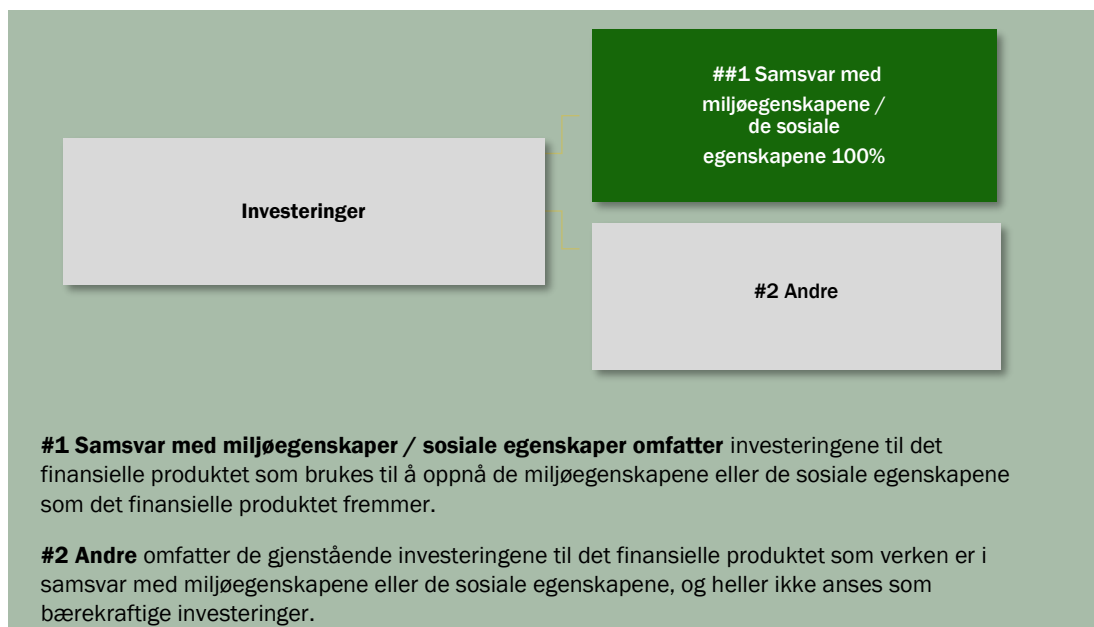 ##1 Samsvar med
miljøegenskapene /
de sosiale
egenskapene 100%
Investeringer
#2 Andre
#1 Samsvar med miljøegenskaper / sosiale egenskaper omfatter investeringene til det
finansielle produktet som brukes til å oppnå de miljøegenskapene eller de sosiale egenskapene
som det finansielle produktet fremmer.
#2 Andre omfatter de gjenstående investeringene til det finansielle produktet som verken er i
samsvar med miljøegenskapene eller de sosiale egenskapene, og heller ikke anses som
bærekraftige investeringer.